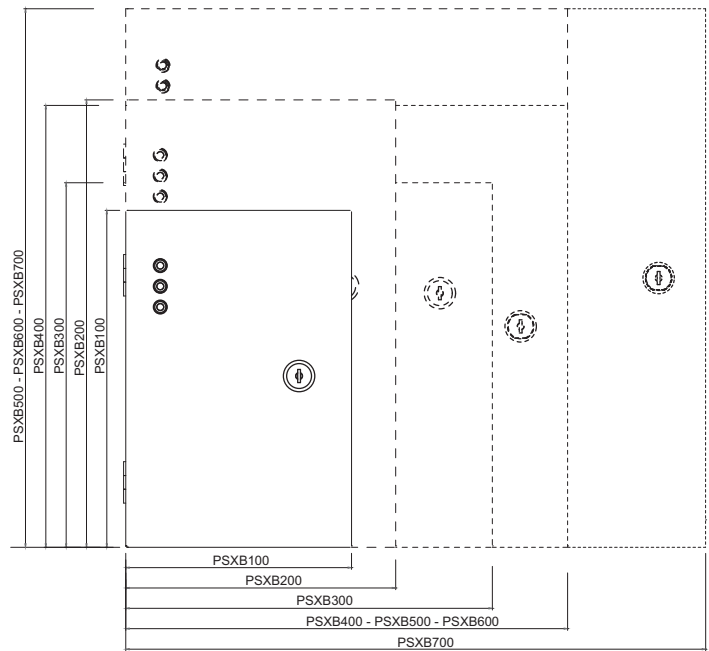 PSXB500 - PSXB600 - PSXB700
PSXB400
PSXB300
PSXB200
PSXB100
PSXB100
PSXB200
PSXB300
PSXB400 - PSXB500 - PSXB600
PSXB700